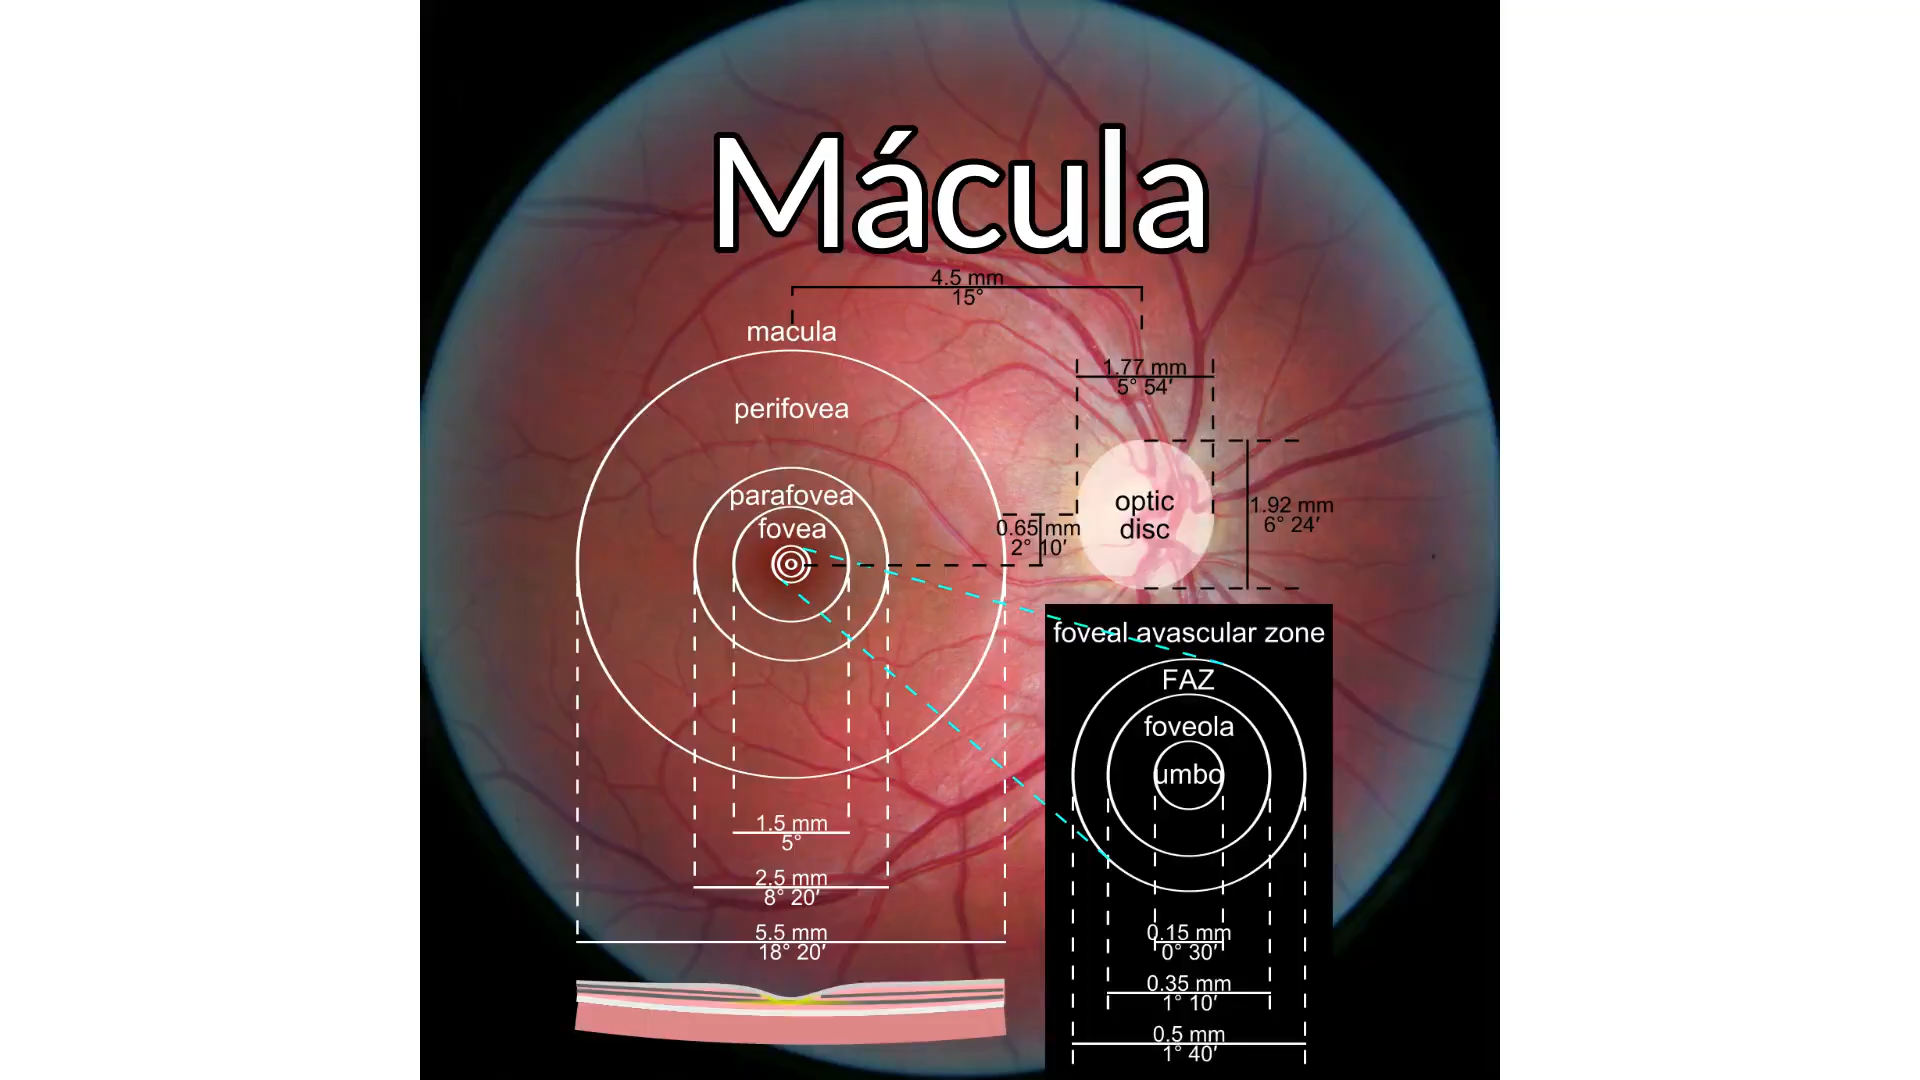 Mácula
4.5 mm
15°
macula
1.77 mm
5° 54′
perifovea
parafovea
fovea
optic
disc
1.92 mm
6° 24′
0.65 mm
2° 10′
foveal avascular zone
FAZ
foveola
umbo
1.5 mm
5°
2.5 mm
8° 20′
5.5 mm
18° 20′
0.15 mm
0° 30′
0.35 mm
1° 10′
0.5 mm
1° 40′